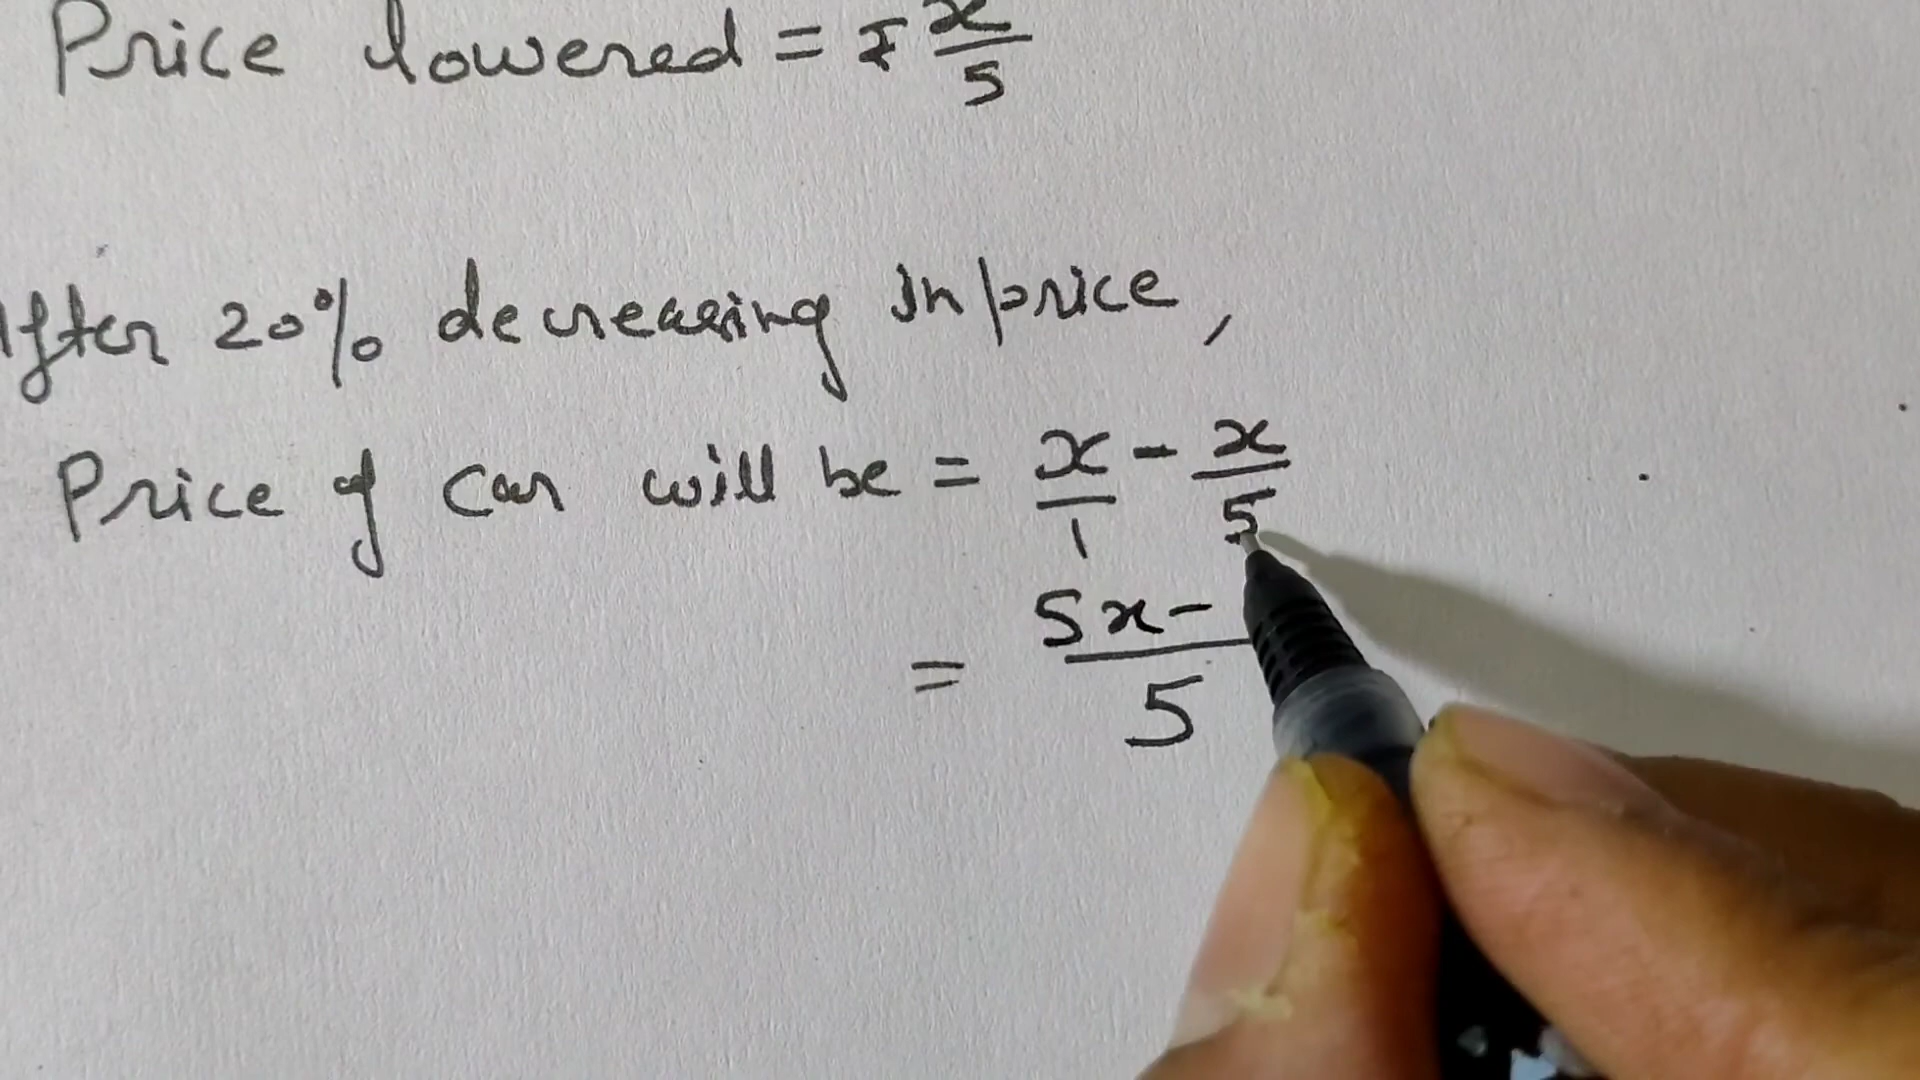 Price lowered = ₹ x/5
After 20% decreasing in price,
Price of car will be = x/1 - x/5
= 5x-/5